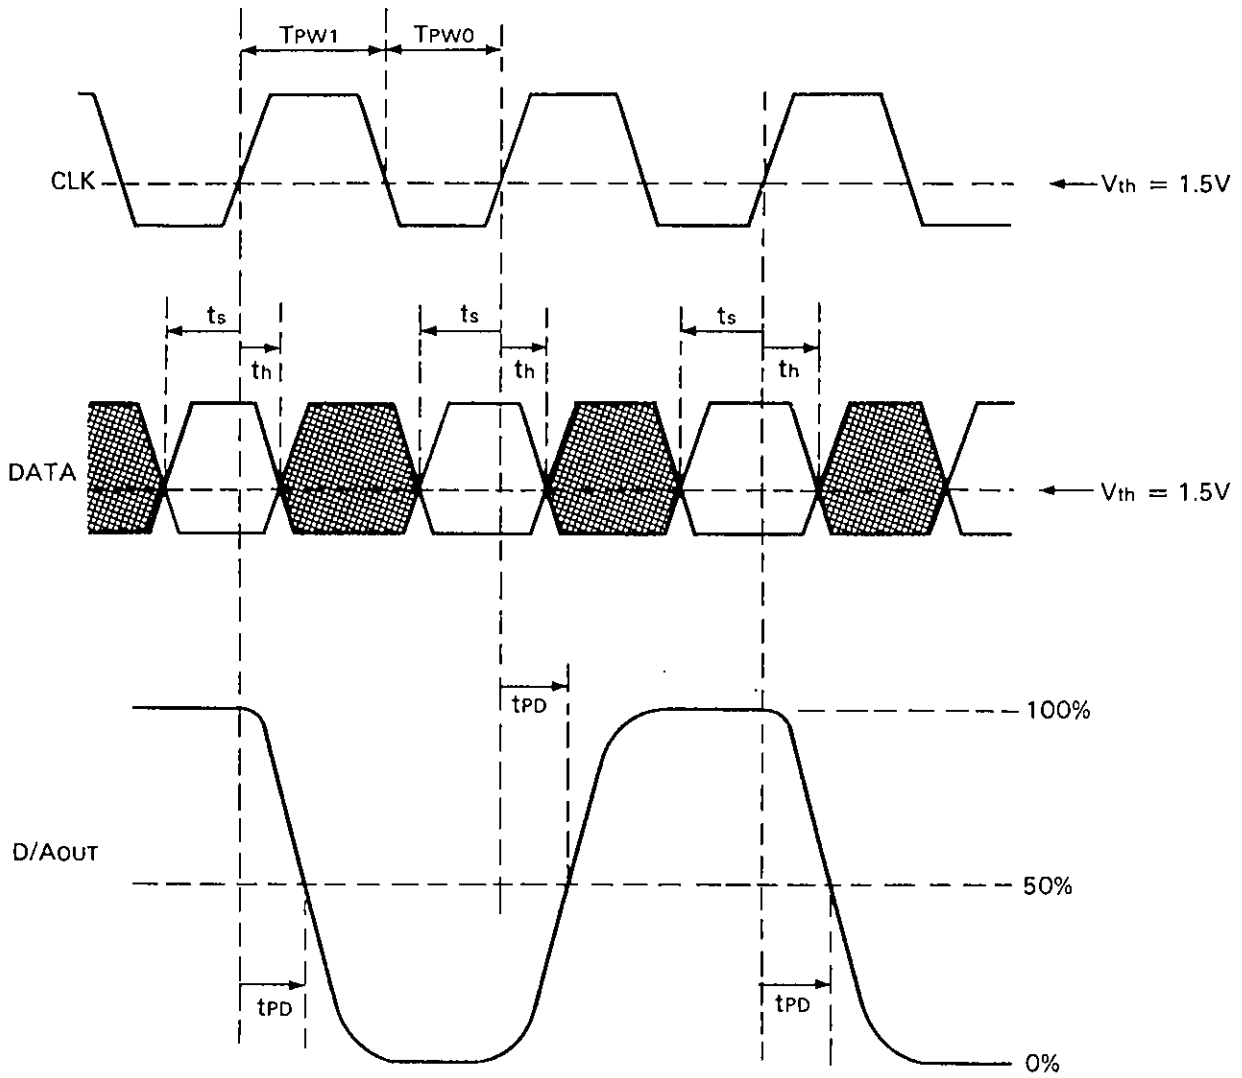 TPW1 TPW0
CLK
Vth = 1.5V
ts ts ts
th th th
DATA
Vth = 1.5V
tPD
100%
D/AOUT
50%
tPD tPD
0%